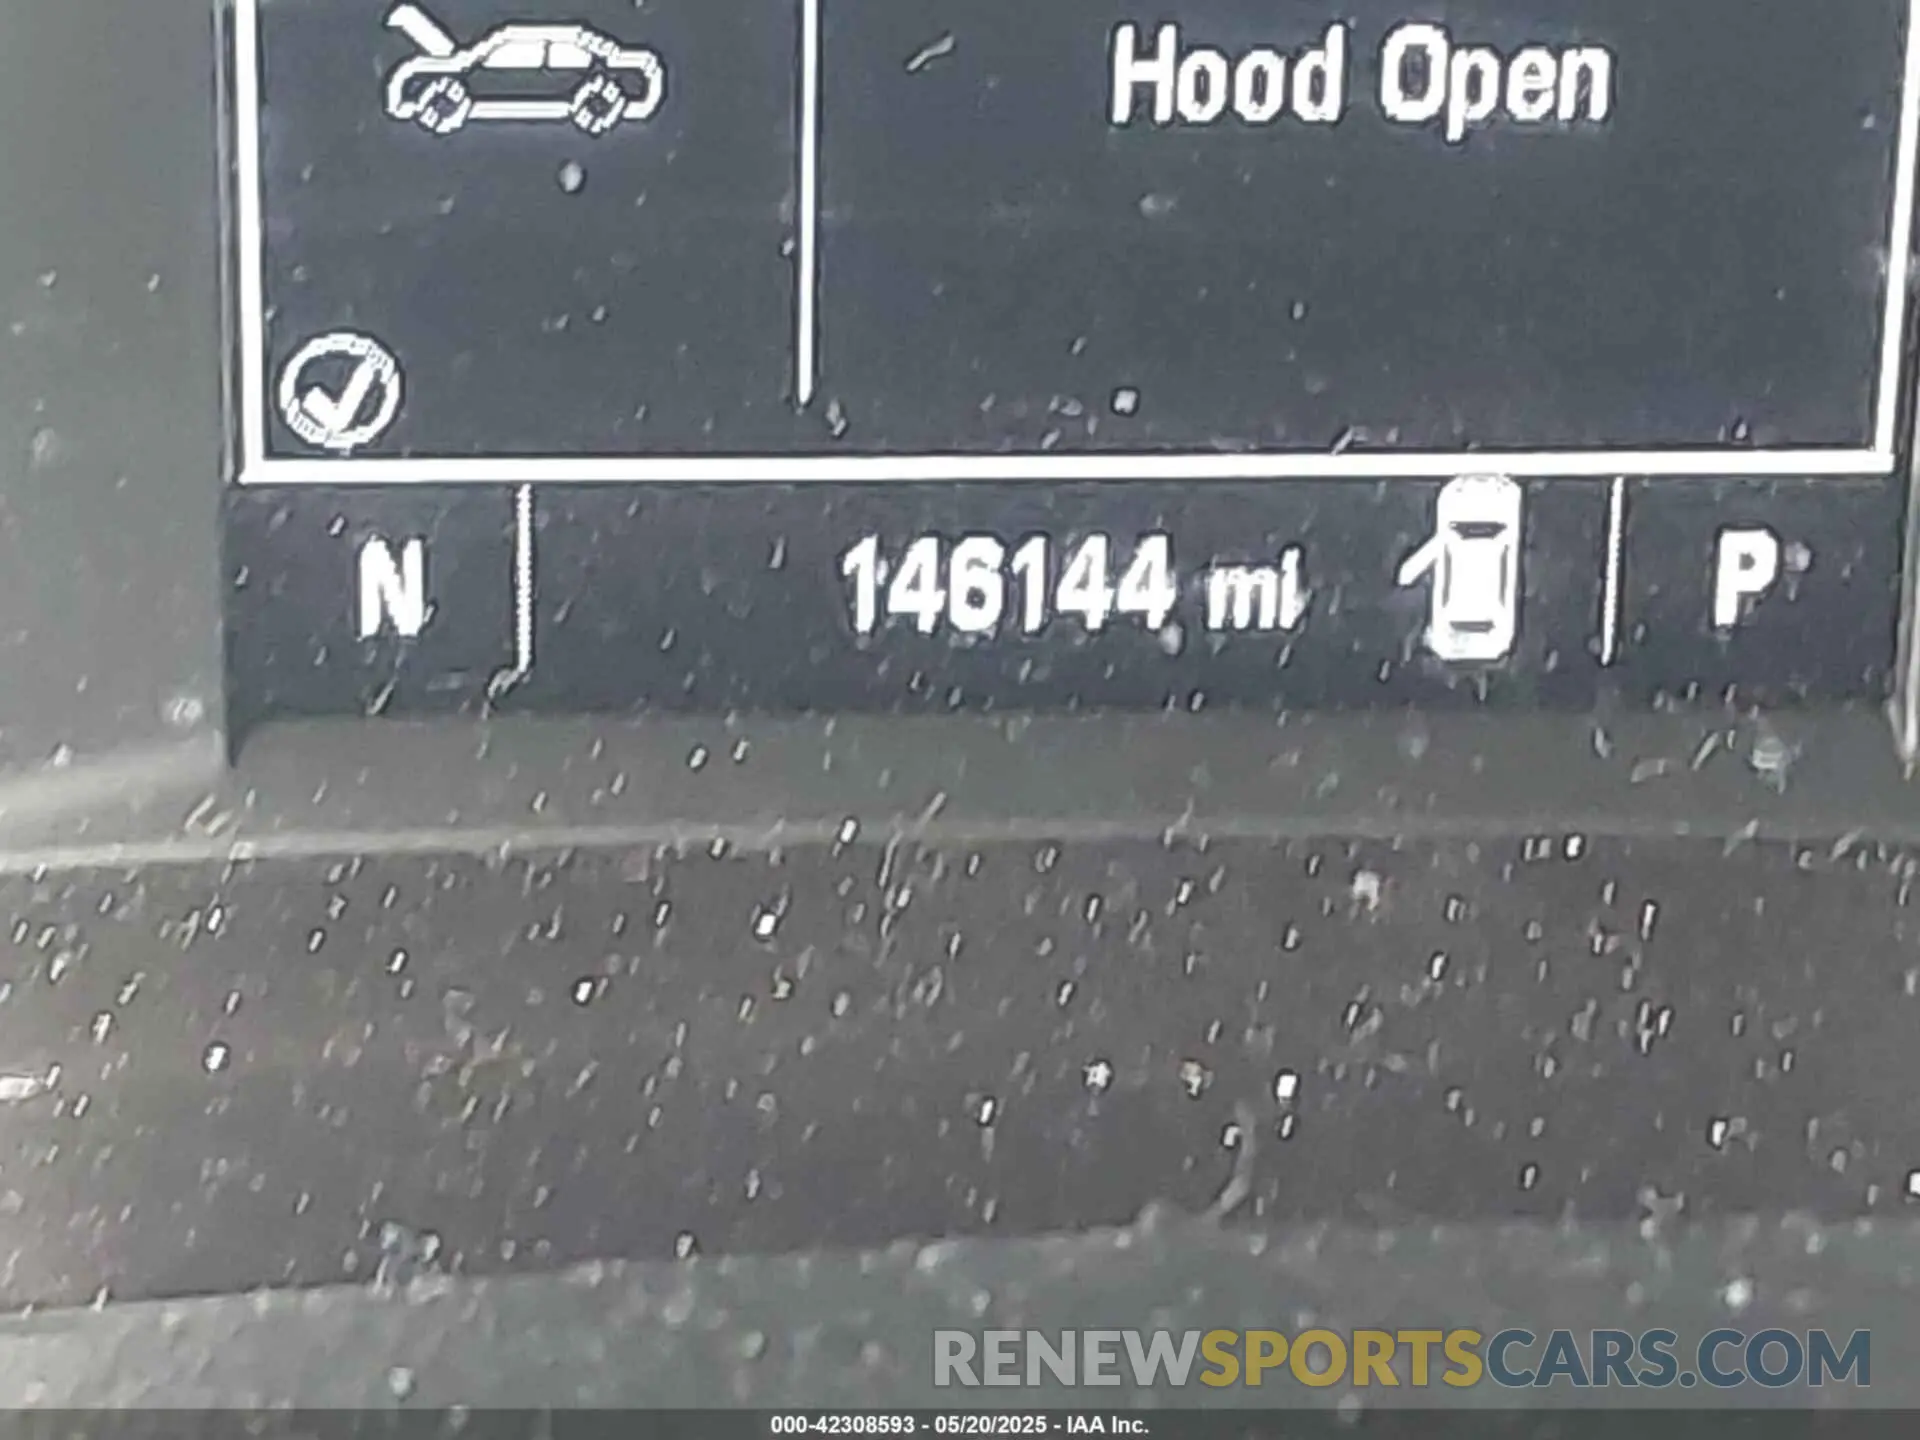 Hood Open
N 146144 mi P
RENEWSPORTSCARS.COM
000-42308593 - 05/20/2025 - IAA Inc.